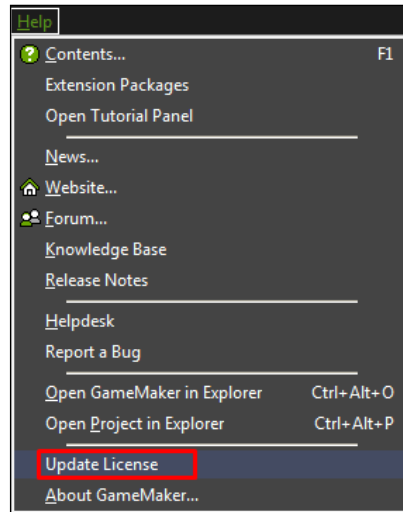 Help
Contents... F1
Extension Packages
Open Tutorial Panel
News...
Website...
Forum...
Knowledge Base
Release Notes
Helpdesk
Report a Bug
Open GameMaker in Explorer Ctrl+Alt+O
Open Project in Explorer Ctrl+Alt+P
Update License
About GameMaker...